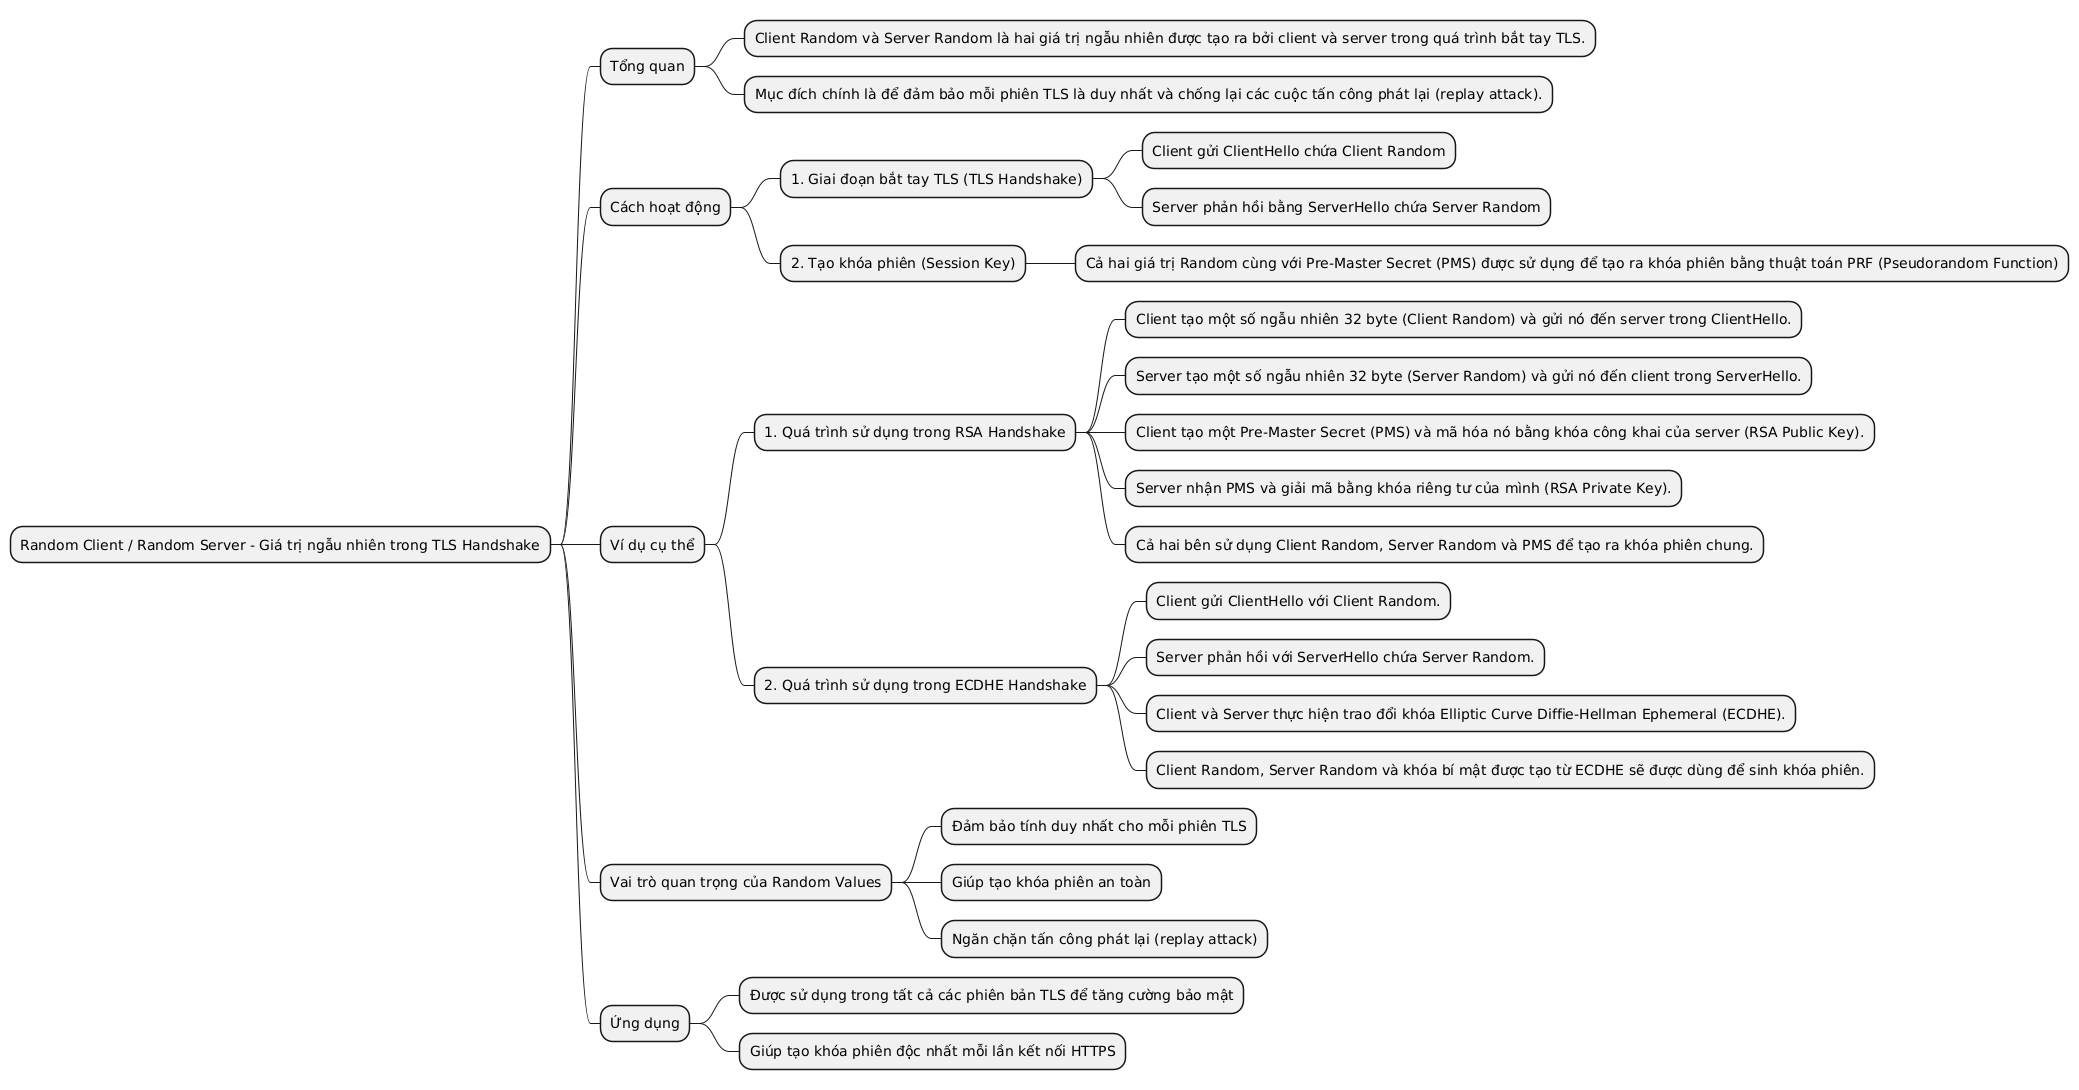 Random Client / Random Server - Giá trị ngẫu nhiên trong TLS Handshake
Tổng quan
Client Random và Server Random là hai giá trị ngẫu nhiên được tạo ra bởi client và server trong quá trình bắt tay TLS.
Mục đích chính là để đảm bảo mỗi phiên TLS là duy nhất và chống lại các cuộc tấn công phát lại (replay attack).
Cách hoạt động
1. Giai đoạn bắt tay TLS (TLS Handshake)
Client gửi ClientHello chứa Client Random
Server phản hồi bằng ServerHello chứa Server Random
2. Tạo khóa phiên (Session Key)
Cả hai giá trị Random cùng với Pre-Master Secret (PMS) được sử dụng để tạo ra khóa phiên bằng thuật toán PRF (Pseudorandom Function)
Ví dụ cụ thể
1. Quá trình sử dụng trong RSA Handshake
Client tạo một số ngẫu nhiên 32 byte (Client Random) và gửi nó đến server trong ClientHello.
Server tạo một số ngẫu nhiên 32 byte (Server Random) và gửi nó đến client trong ServerHello.
Client tạo một Pre-Master Secret (PMS) và mã hóa nó bằng khóa công khai của server (RSA Public Key).
Server nhận PMS và giải mã bằng khóa riêng tư của mình (RSA Private Key).
Cả hai bên sử dụng Client Random, Server Random và PMS để tạo ra khóa phiên chung.
2. Quá trình sử dụng trong ECDHE Handshake
Client gửi ClientHello với Client Random.
Server phản hồi với ServerHello chứa Server Random.
Client và Server thực hiện trao đổi khóa Elliptic Curve Diffie-Hellman Ephemeral (ECDHE).
Client Random, Server Random và khóa bí mật được tạo từ ECDHE sẽ được dùng để sinh khóa phiên.
Vai trò quan trọng của Random Values
Đảm bảo tính duy nhất cho mỗi phiên TLS
Giúp tạo khóa phiên an toàn
Ngăn chặn tấn công phát lại (replay attack)
Ứng dụng
Được sử dụng trong tất cả các phiên bản TLS để tăng cường bảo mật
Giúp tạo khóa phiên độc nhất mỗi lần kết nối HTTPS